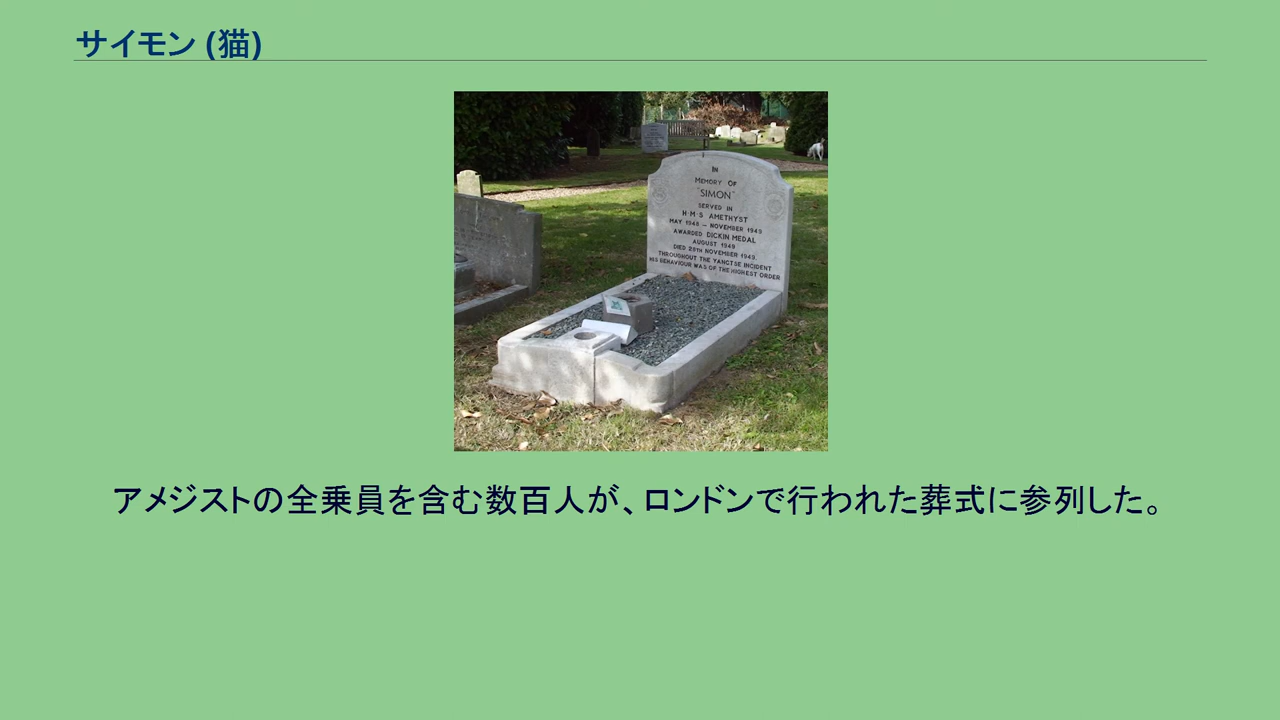 サイモン (猫)
IN
MEMORY OF
"SIMON"
SERVED IN
H·M·S AMETHYST
MAY 1948 – NOVEMBER 1949
AWARDED DICKIN MEDAL
AUGUST 1949
DIED 28TH NOVEMBER 1949.
THROUGHOUT THE YANGTSE INCIDENT
HIS BEHAVIOUR WAS OF THE HIGHEST ORDER
アメジストの全乗員を含む数百人が、ロンドンで行われた葬式に参列した。